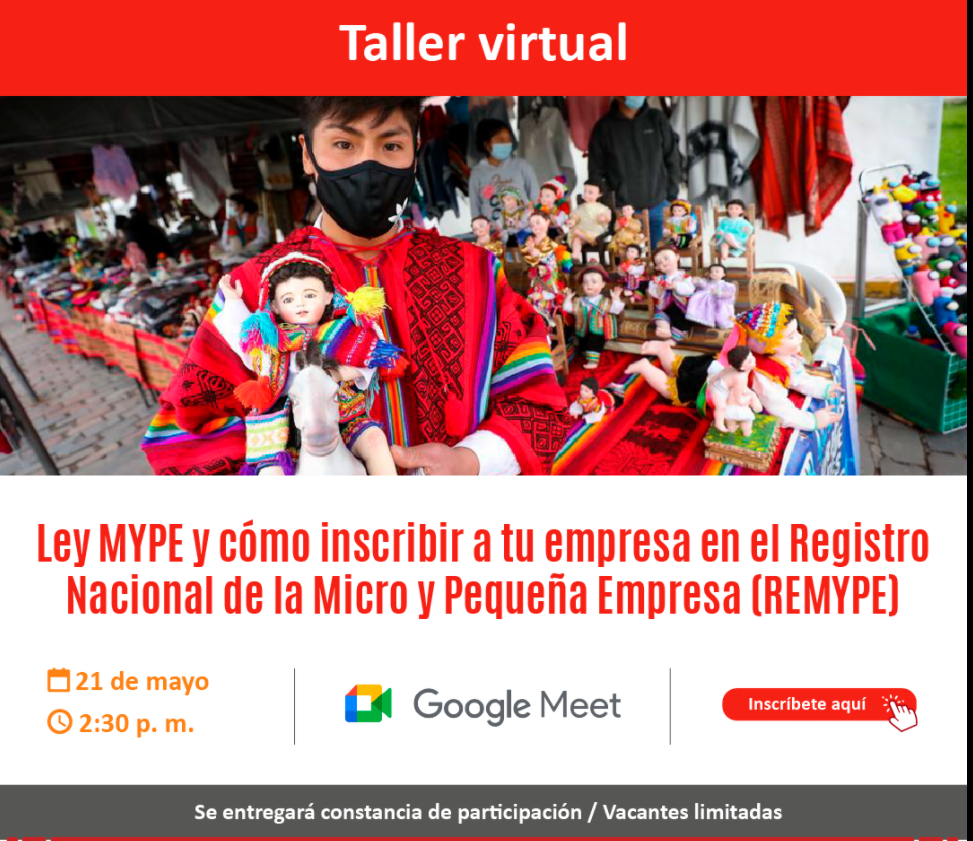 Taller virtual
Ley MYPE y cómo inscribir a tu empresa en el Registro
Nacional de la Micro y Pequeña Empresa (REMYPE)
21 de mayo
2:30 p. m.
Google Meet
Inscríbete aquí
Se entregará constancia de participación / Vacantes limitadas